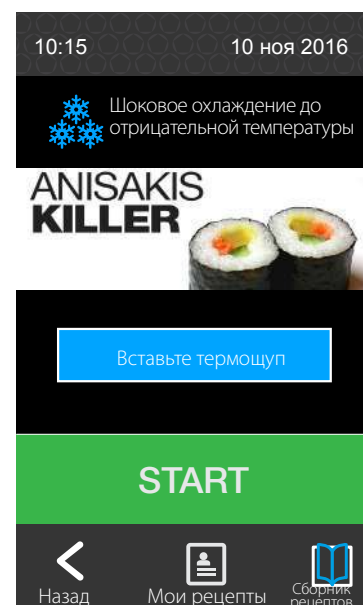 10:15 10 ноя 2016
Шоковое охлаждение до
отрицательной температуры
ANISAKIS
KILLER
Вставьте термощуп
START
Назад Мои рецепты Сборник
рецептов